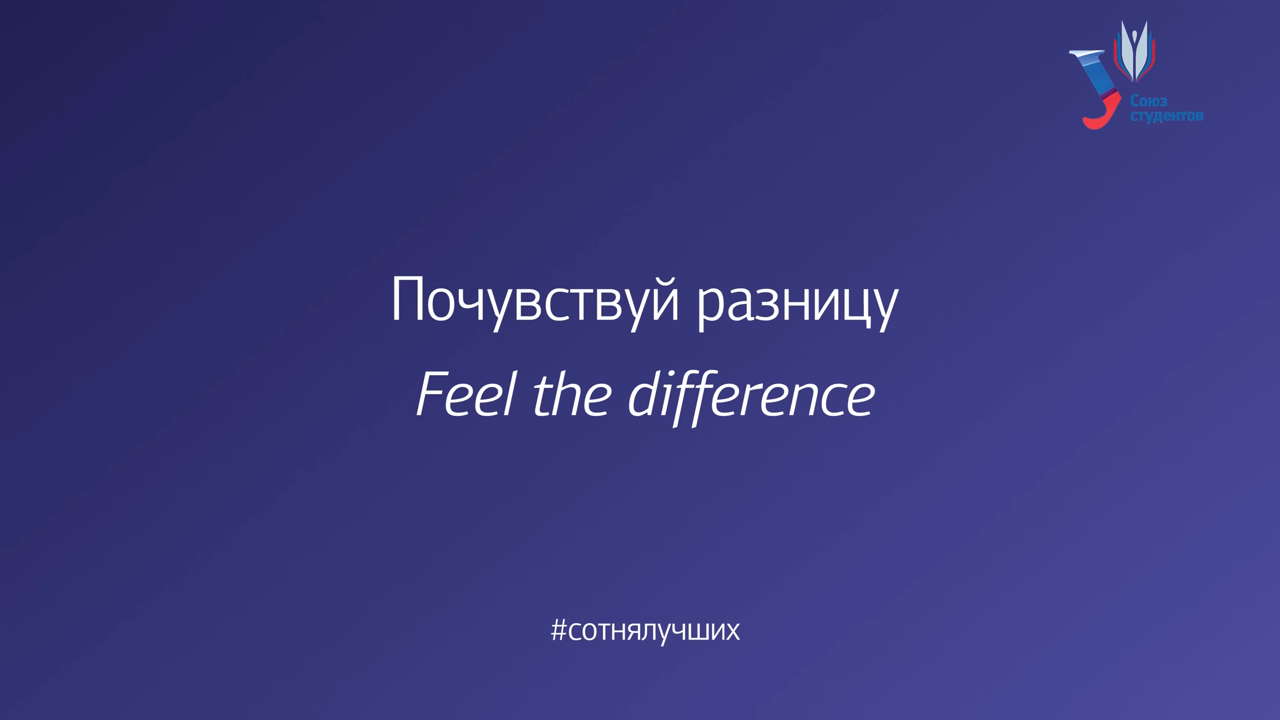 Союз
студентов
Почувствуй разницу
Feel the difference
#сотнялучших